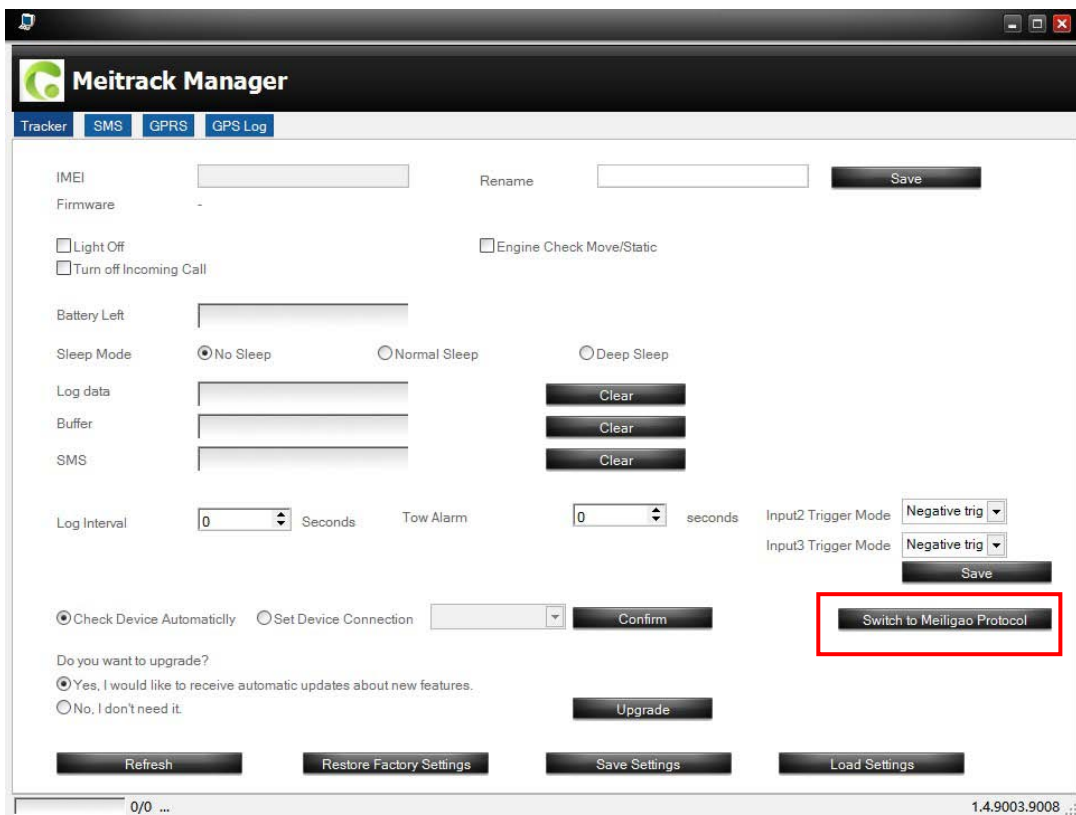 Meitrack Manager
Tracker SMS GPRS GPS Log
IMEI Rename Save
Firmware -
Light Off Engine Check Move/Static
Turn off Incoming Call
Battery Left
Sleep Mode No Sleep Normal Sleep Deep Sleep
Log data Clear
Buffer Clear
SMS Clear
Log Interval 0 Seconds Tow Alarm 0 seconds Input2 Trigger Mode Negative trig
Input3 Trigger Mode Negative trig
Save
Check Device Automaticlly Set Device Connection Confirm Switch to Meiligao Protocol
Do you want to upgrade?
Yes, I would like to receive automatic updates about new features.
No, I don't need it. Upgrade
Refresh Restore Factory Settings Save Settings Load Settings
0/0 ... 1.4.9003.9008